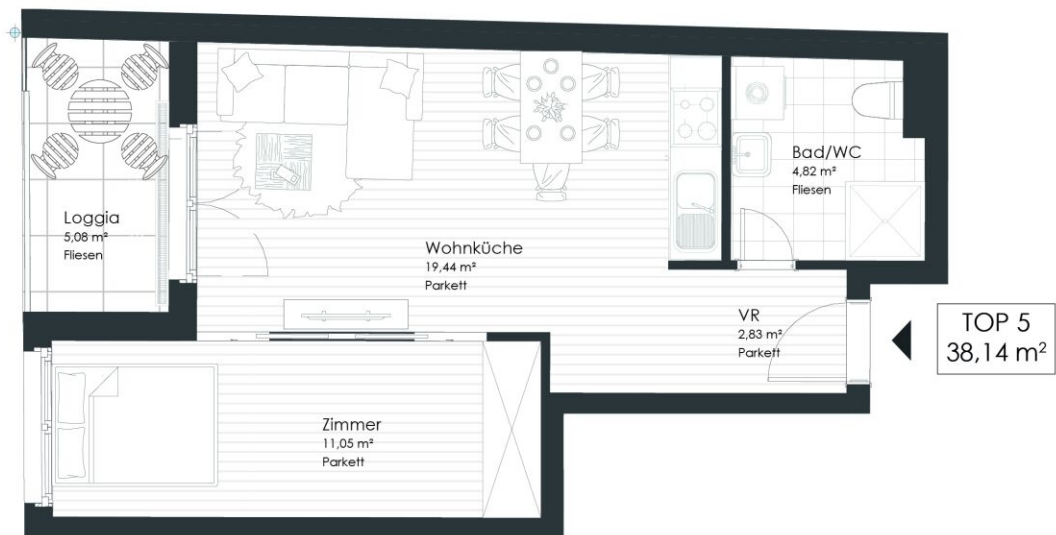 Loggia
5,08 m²
Fliesen
Wohnküche
19,44 m²
Parkett
Bad/WC
4,82 m²
Fliesen
VR
2,83 m²
Parkett
TOP 5
38,14 m²
Zimmer
11,05 m²
Parkett